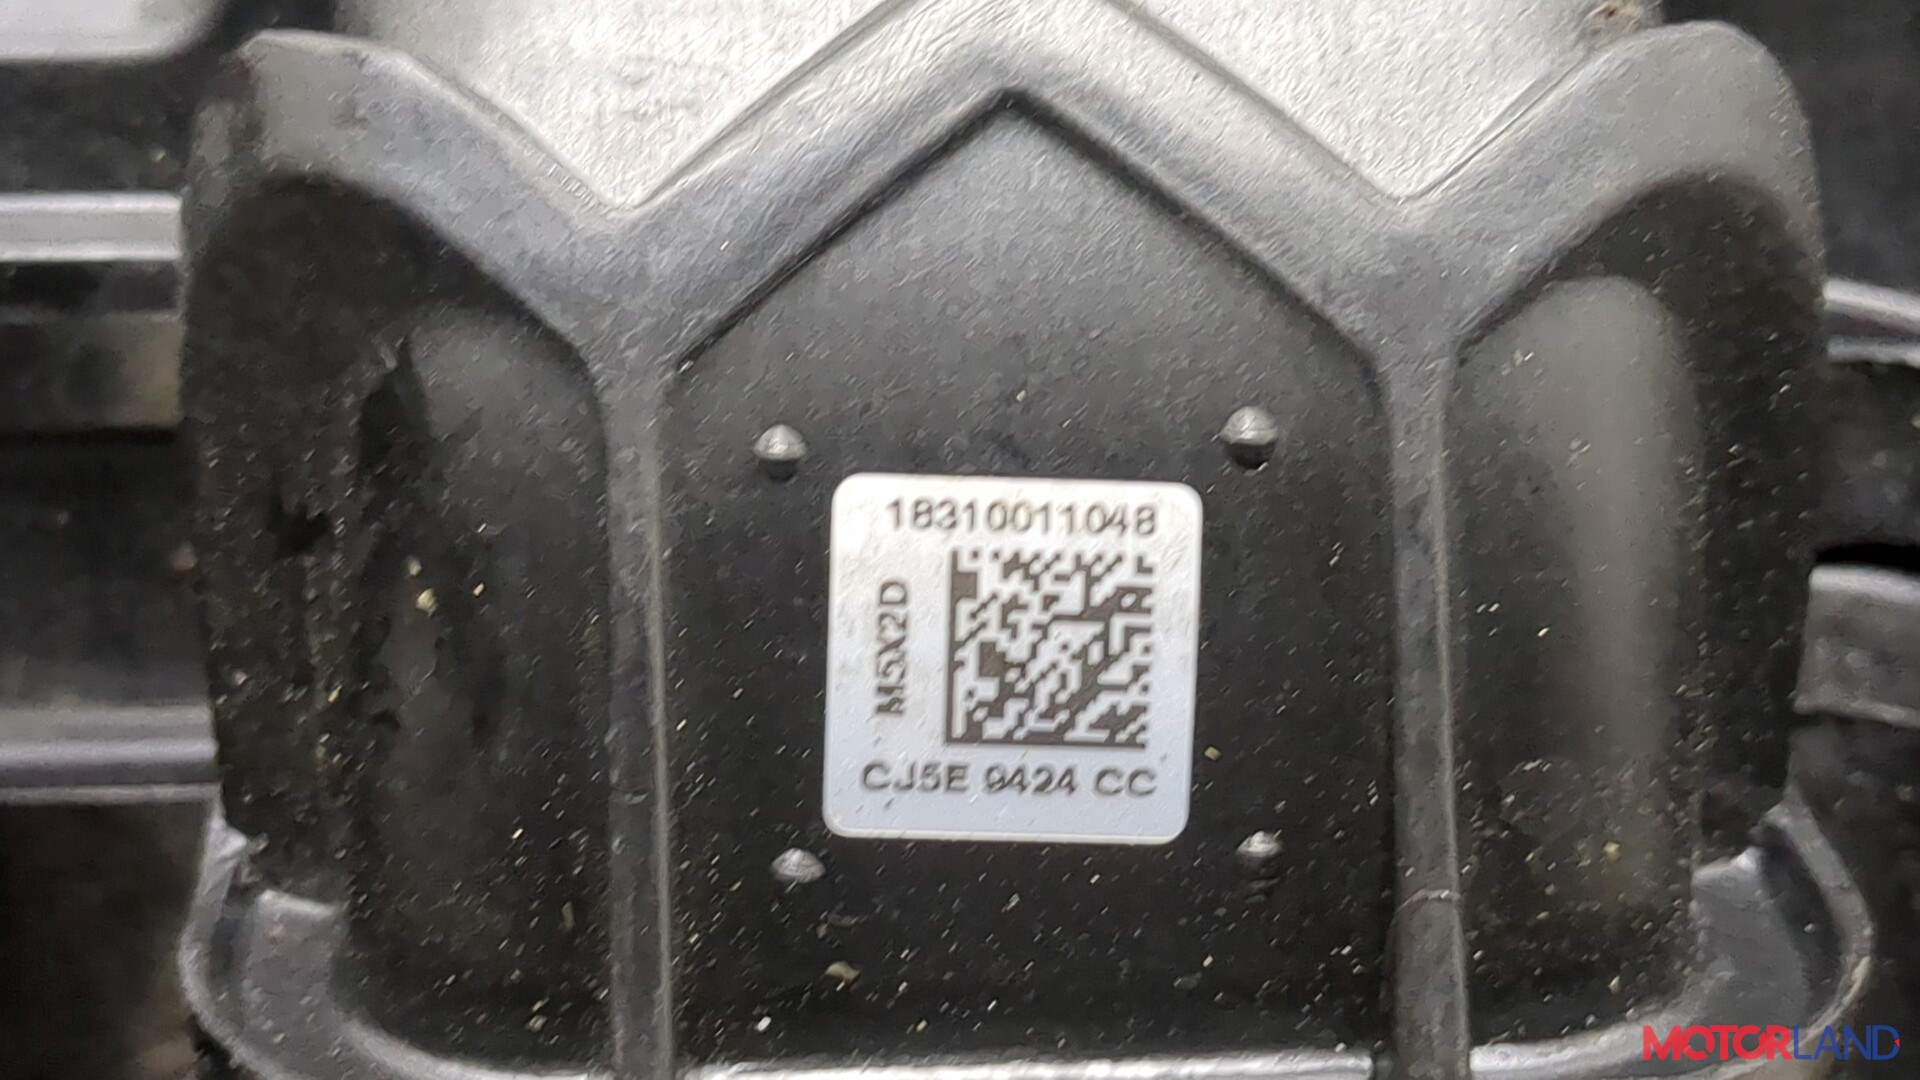 18310011048
M5X2D
CJ5E 9424 CC
MOTORLAND